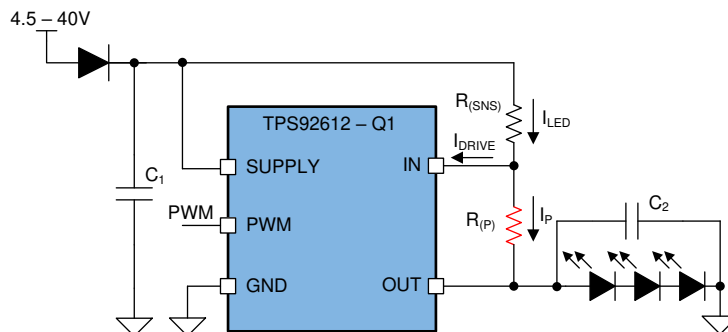 4.5 – 40V
TPS92612 – Q1
R(SNS)
ILED
IDRIVE
SUPPLY
IN
C1
PWM
PWM
R(P)
IP
C2
GND
OUT